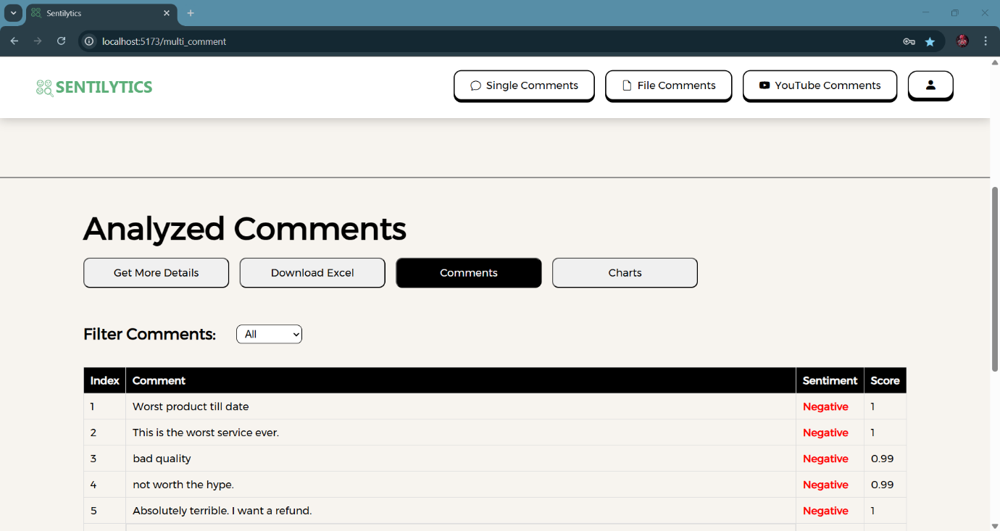 Sentilytics
localhost:5173/multi_comment
SENTILYTICS
Single Comments
File Comments
YouTube Comments
Analyzed Comments
Get More Details
Download Excel
Comments
Charts
Filter Comments: All
Index Comment Sentiment Score
1 Worst product till date Negative 1
2 This is the worst service ever. Negative 1
3 bad quality Negative 0.99
4 not worth the hype. Negative 0.99
5 Absolutely terrible. I want a refund. Negative 1